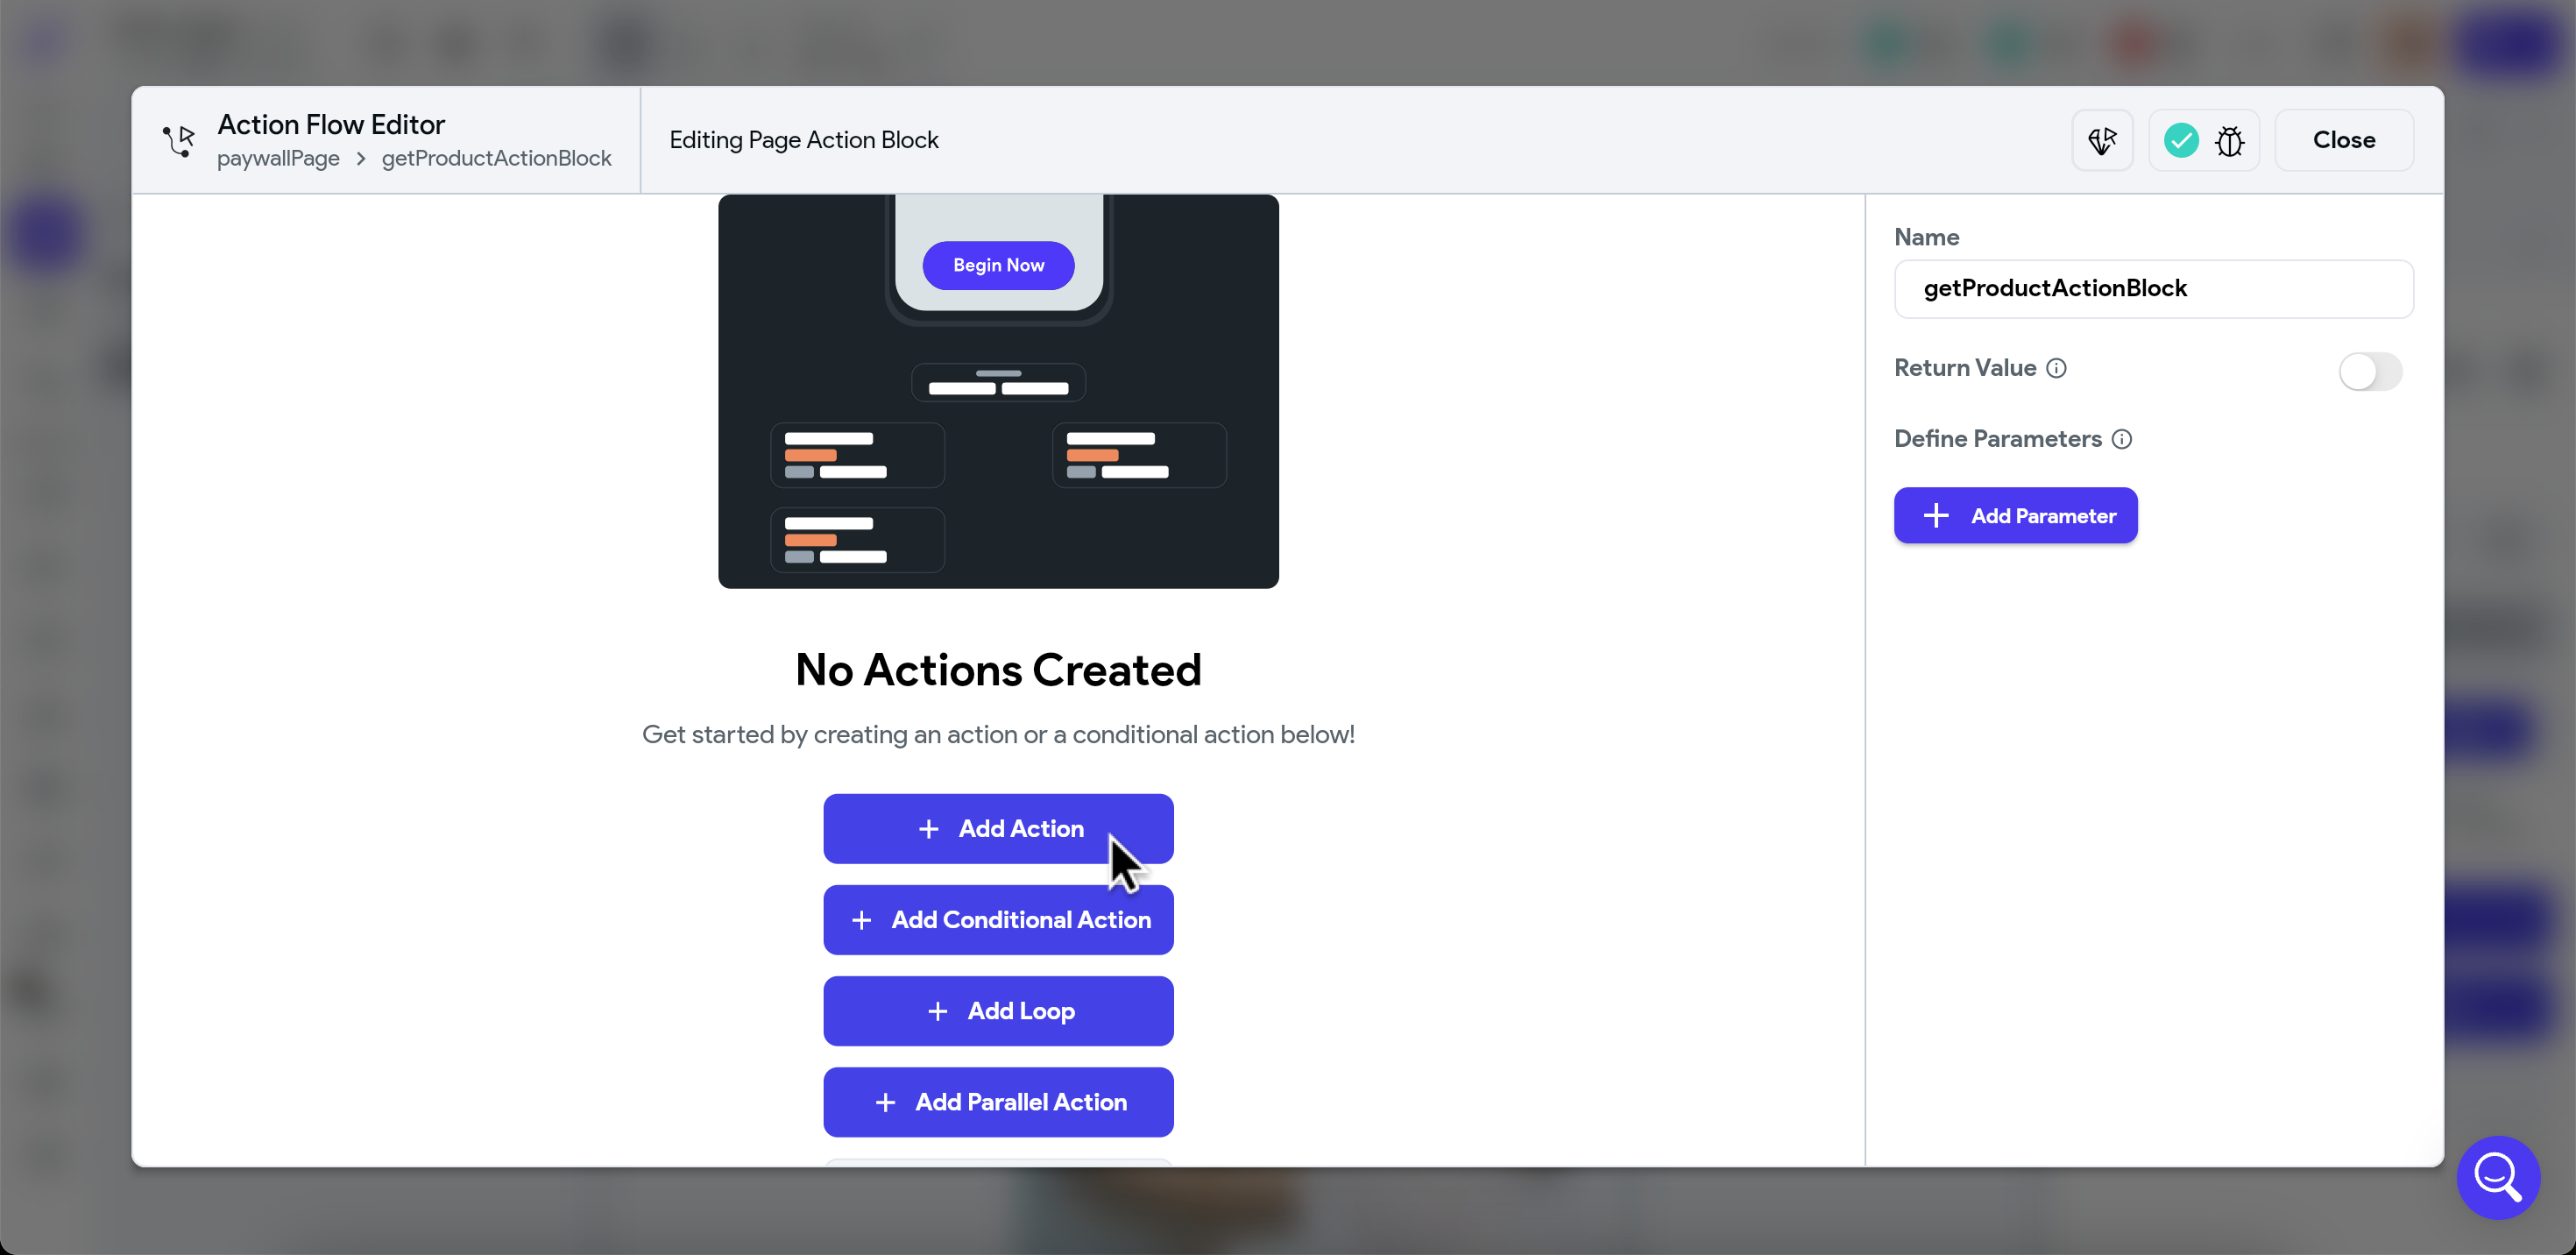 Action Flow Editor
paywallPage > getProductActionBlock
Editing Page Action Block
Close
Begin Now
No Actions Created
Get started by creating an action or a conditional action below!
+ Add Action
+ Add Conditional Action
+ Add Loop
+ Add Parallel Action
Name
getProductActionBlock
Return Value
Define Parameters
+ Add Parameter